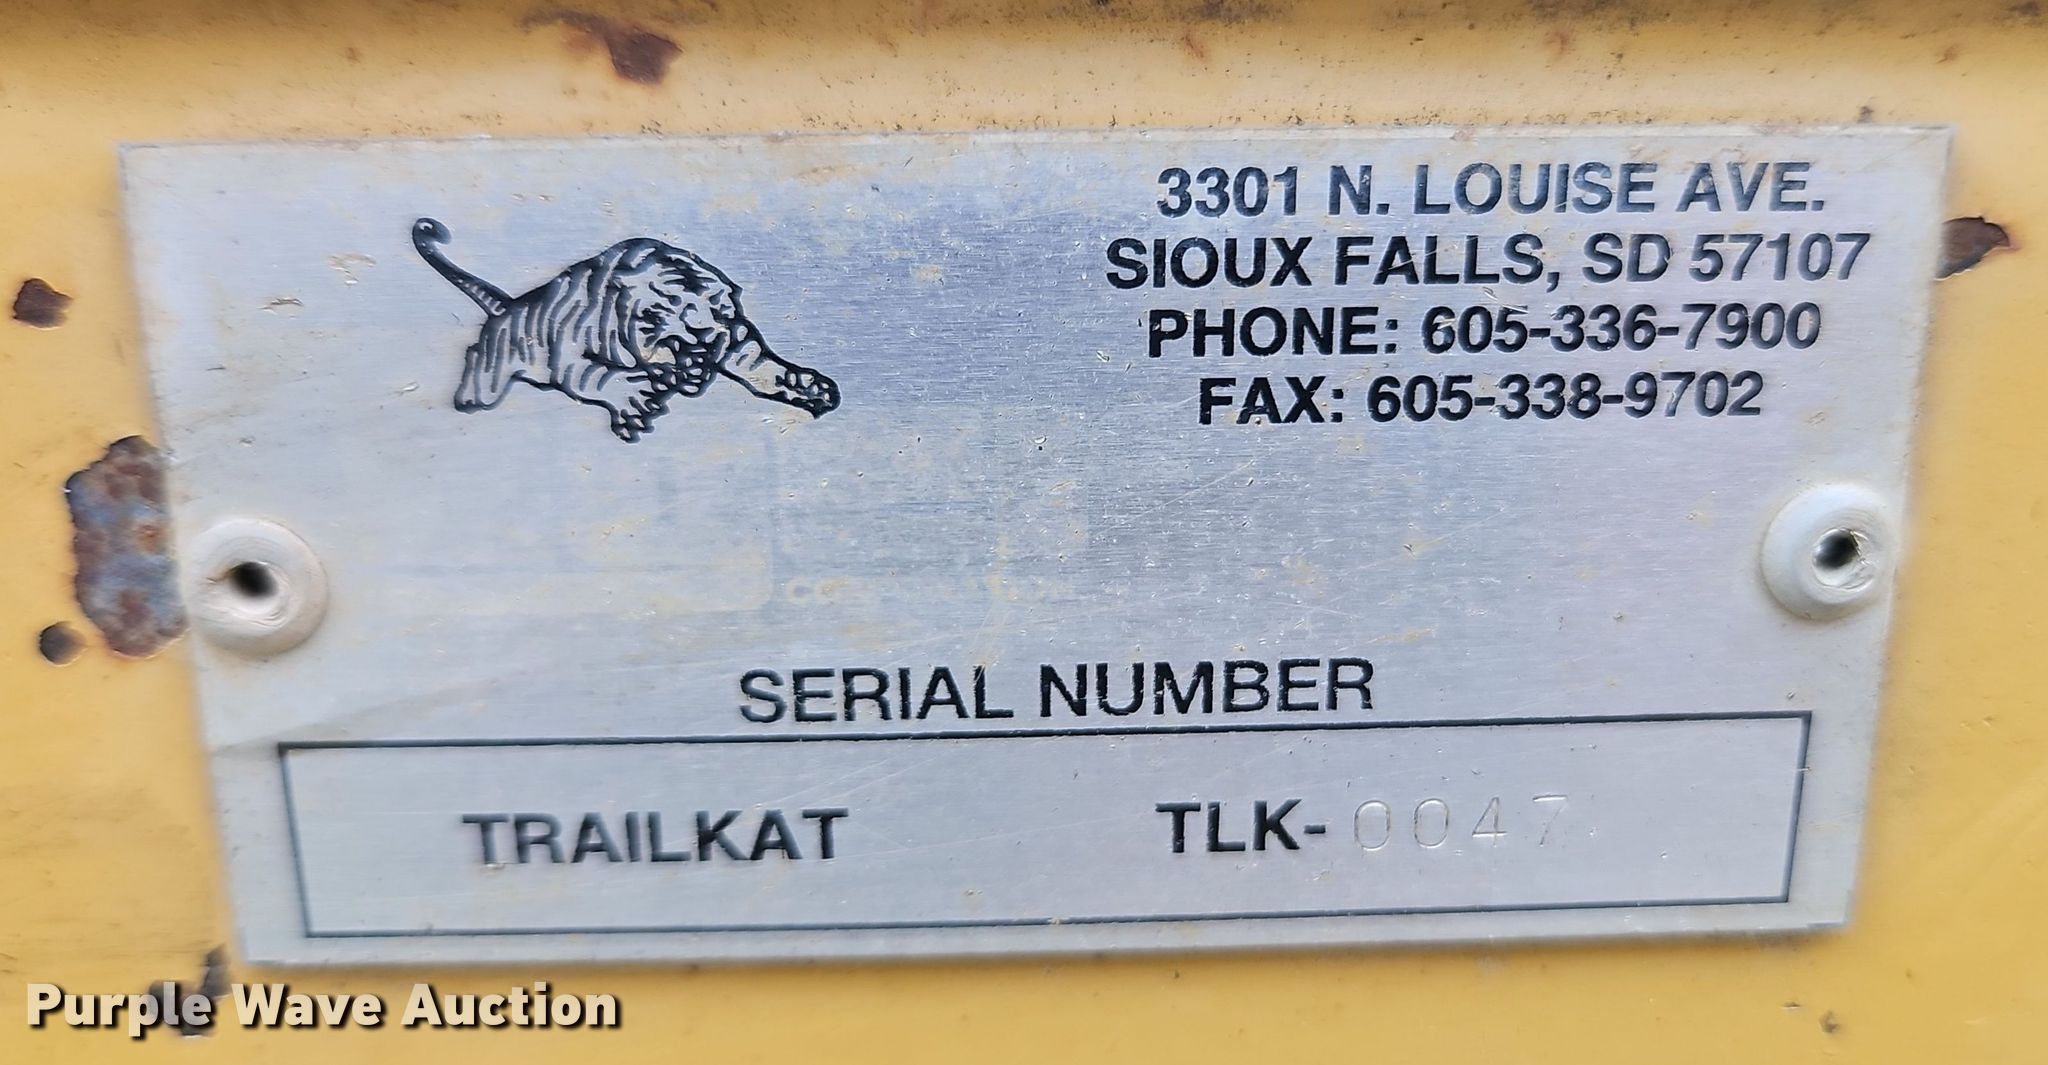 3301 N. LOUISE AVE.
SIOUX FALLS, SD 57107
PHONE: 605-336-7900
FAX: 605-338-9702
SERIAL NUMBER
TRAILKAT TLK-0047
Purple Wave Auction